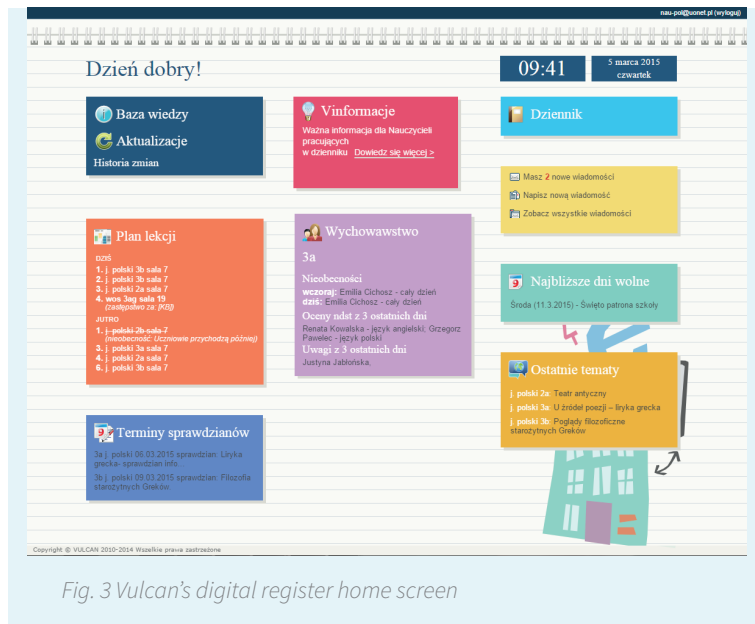 nau-pol@uonet.pl (wyloguj)
Dzień dobry!
09:41
5 marca 2015
czwartek
Baza wiedzy
Aktualizacje
Historia zmian
Vinformacje
Ważna informacja dla Nauczycieli
pracujących
w dzienniku Dowiedz się więcej >
Dziennik
Masz 2 nowe wiadomości
Napisz nową wiadomość
Zobacz wszystkie wiadomości
Plan lekcji
DZIŚ
1. j. polski 3b sala 7
2. j. polski 3b sala 7
3. j. polski 2a sala 7
4. wos 3ag sala 19
(zastępstwo za: [KB])
JUTRO
1. j. polski 2b sala 7
(nieobecność: Uczniowie przychodzą później)
3. j. polski 3a sala 7
4. j. polski 2a sala 7
6. j. polski 3b sala 7
Wychowawstwo
3a
Nieobecności
wczoraj: Emilia Cichosz - cały dzień
dziś: Emilia Cichosz - cały dzień
Oceny ndst z 3 ostatnich dni
Renata Kowalska - język angielski; Grzegorz
Pawelec - język polski
Uwagi z 3 ostatnich dni
Justyna Jabłońska,
Najbliższe dni wolne
Środa (11.3.2015) - Święto patrona szkoły
Ostatnie tematy
j. polski 2a: Teatr antyczny
j. polski 3a: U źródeł poezji – liryka grecka
j. polski 3b: Poglądy filozoficzne
starożytnych Greków
Terminy sprawdzianów
3a j. polski 06.03.2015 sprawdzian: Liryka
grecka- sprawdzian info...
3b j. polski 09.03.2015 sprawdzian: Filozofia
starożytnych Greków.
Copyright © VULCAN 2010-2014 Wszelkie prawa zastrzeżone
Fig. 3 Vulcan's digital register home screen